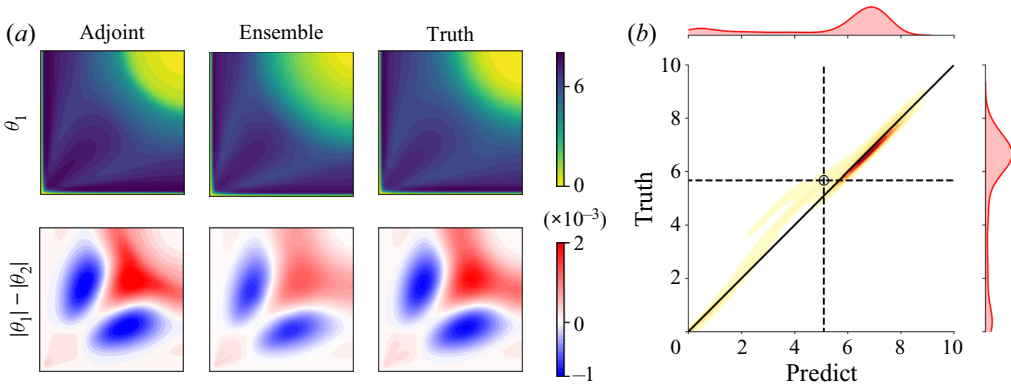 (a)
Adjoint Ensemble Truth
θ₁
6
0
(×10⁻³)
|θ₁| – |θ₂|
2
0
–1
(b)
Truth
10
8
6
4
2
0 2 4 6 8 10
Predict